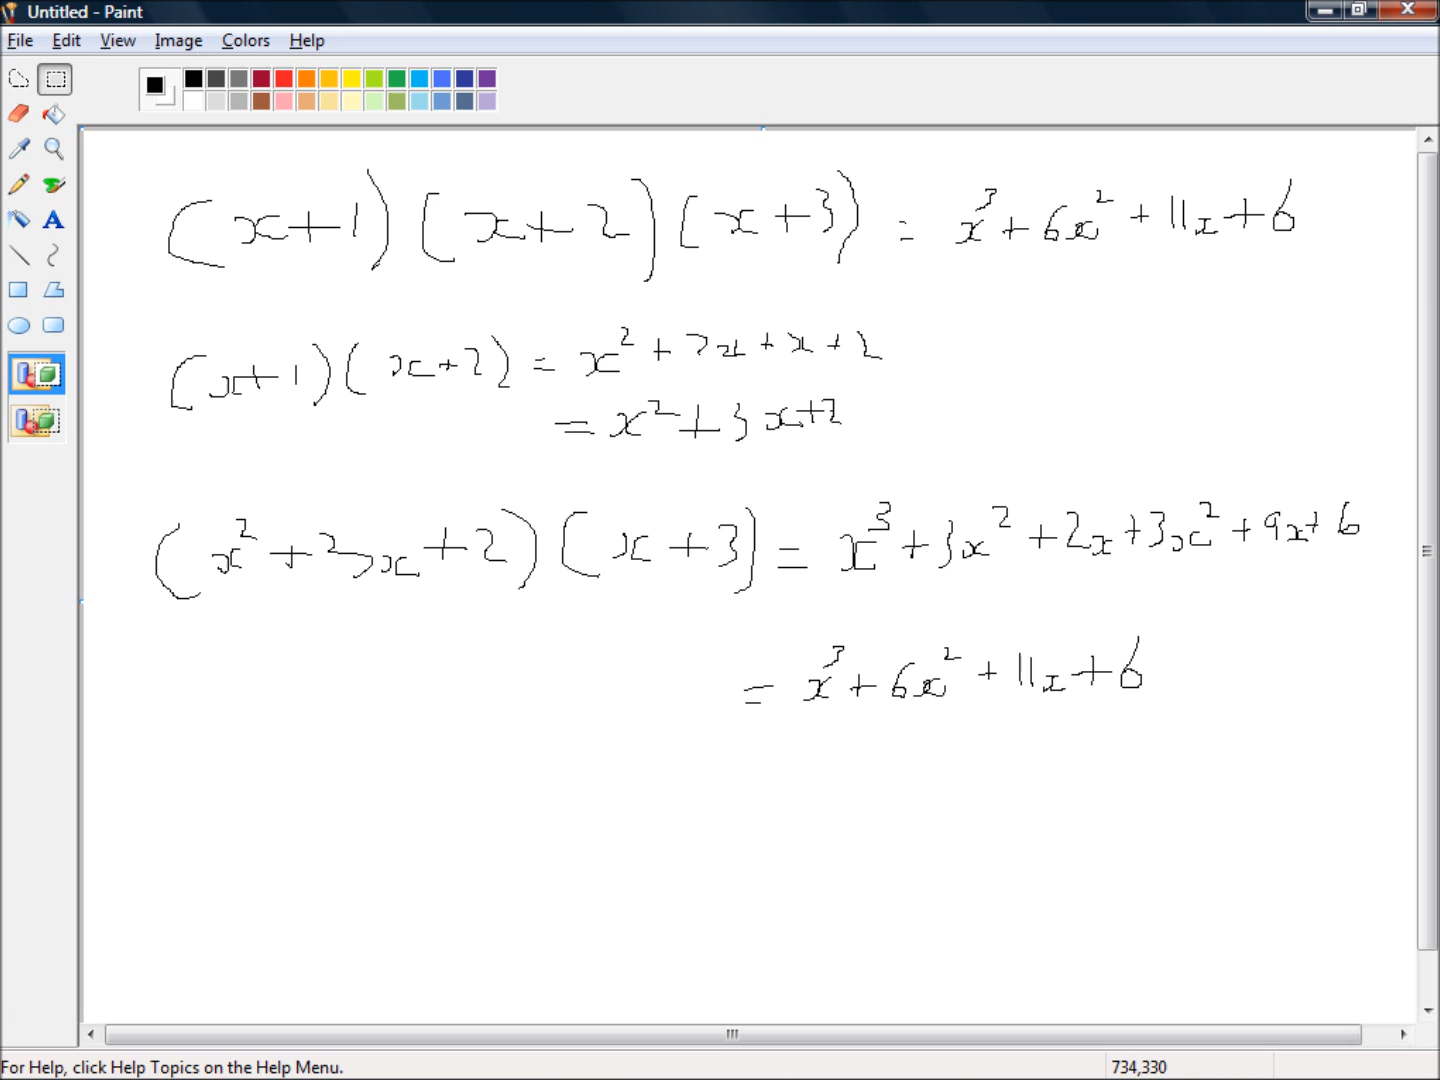 Untitled - Paint
File Edit View Image Colors Help
(x+1)(x+2)(x+3) = x³+6x²+11x+6
(x+1)(x+2) = x²+2x+x+2
= x²+3x+2
(x²+3x+2)(x+3) = x³+3x²+2x+3x²+9x+6
= x³+6x²+11x+6
For Help, click Help Topics on the Help Menu. 734,330